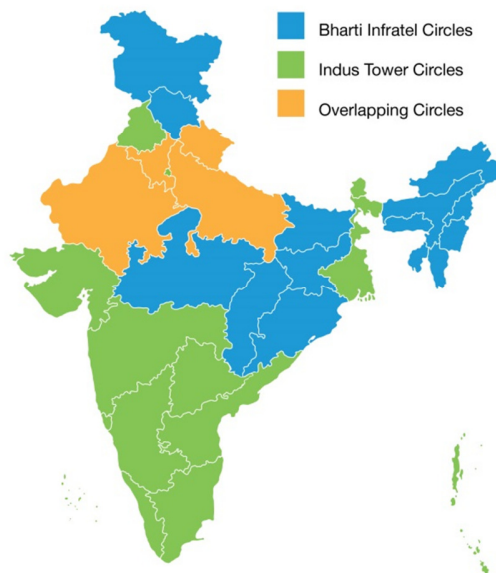 Bharti Infratel Circles
Indus Tower Circles
Overlapping Circles